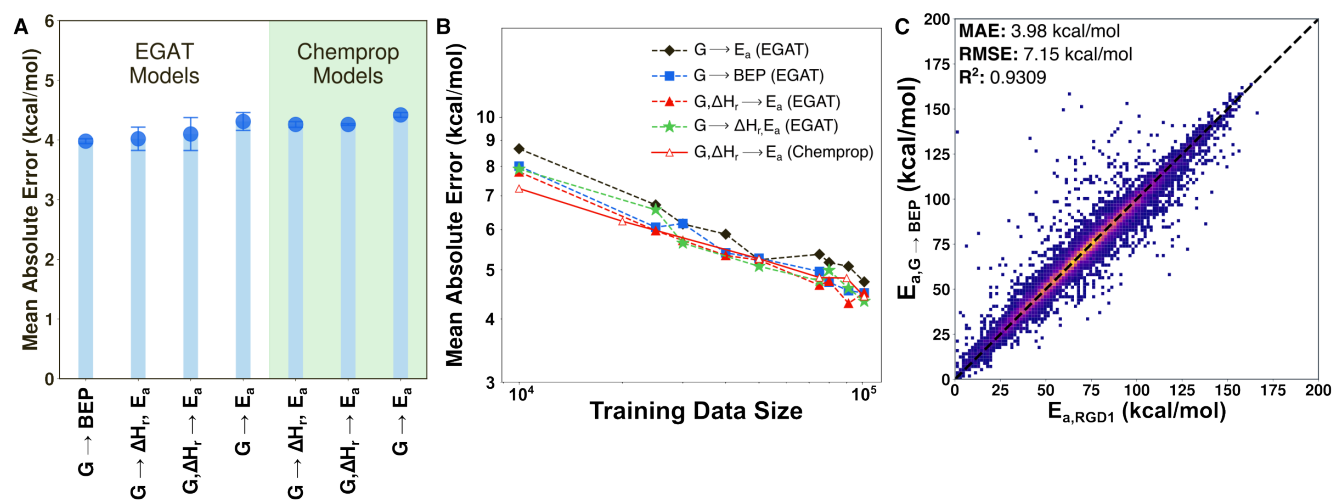 A
Mean Absolute Error (kcal/mol)
6
5
4
3
2
1
0
EGAT
Models
Chemprop
Models
G → BEP
G → ΔHᵣ, Eₐ
G,ΔHᵣ → Eₐ
G → Eₐ
G → ΔHᵣ, Eₐ
G,ΔHᵣ → Eₐ
G → Eₐ
B
Mean Absolute Error (kcal/mol)
10
9
8
7
6
5
4
3
G → Eₐ (EGAT)
G → BEP (EGAT)
G,ΔHᵣ → Eₐ (EGAT)
G → ΔHᵣ,Eₐ (EGAT)
G,ΔHᵣ → Eₐ (Chemprop)
10⁴
10⁵
Training Data Size
C
E_{a,G → BEP} (kcal/mol)
200
175
150
125
100
75
50
25
0
MAE: 3.98 kcal/mol
RMSE: 7.15 kcal/mol
R²: 0.9309
0 25 50 75 100 125 150 175 200
E_{a,RGD1} (kcal/mol)